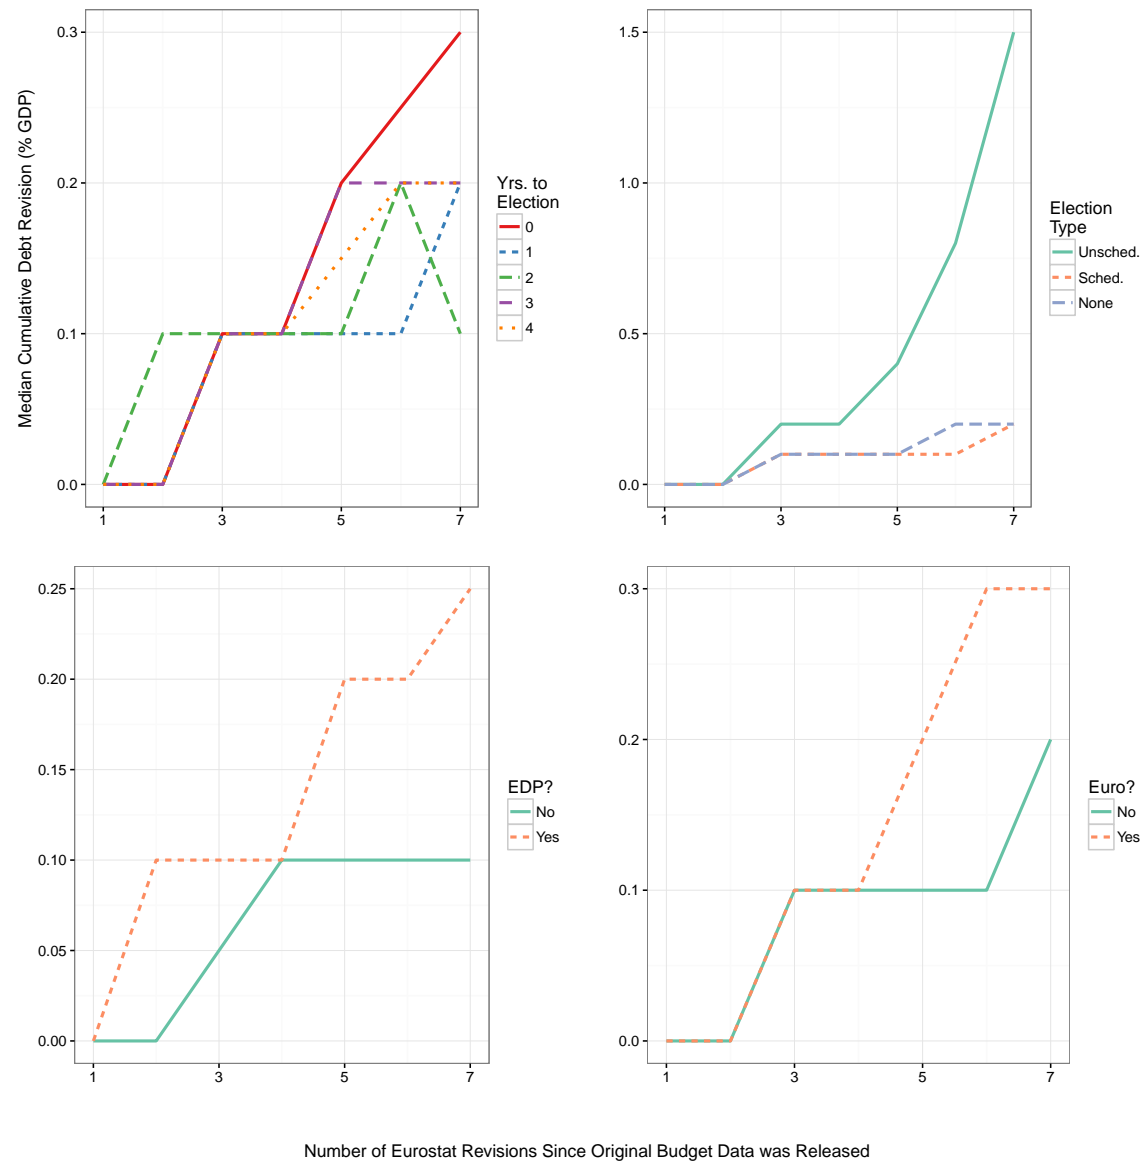 Median Cumulative Debt Revision (% GDP)
0.3
0.2
0.1
0.0
1 3 5 7
Yrs. to
Election
0
1
2
3
4
1.5
1.0
0.5
0.0
1 3 5 7
Election
Type
Unsched.
Sched.
None
0.25
0.20
0.15
0.10
0.05
0.00
1 3 5 7
EDP?
No
Yes
0.3
0.2
0.1
0.0
1 3 5 7
Euro?
No
Yes
Number of Eurostat Revisions Since Original Budget Data was Released